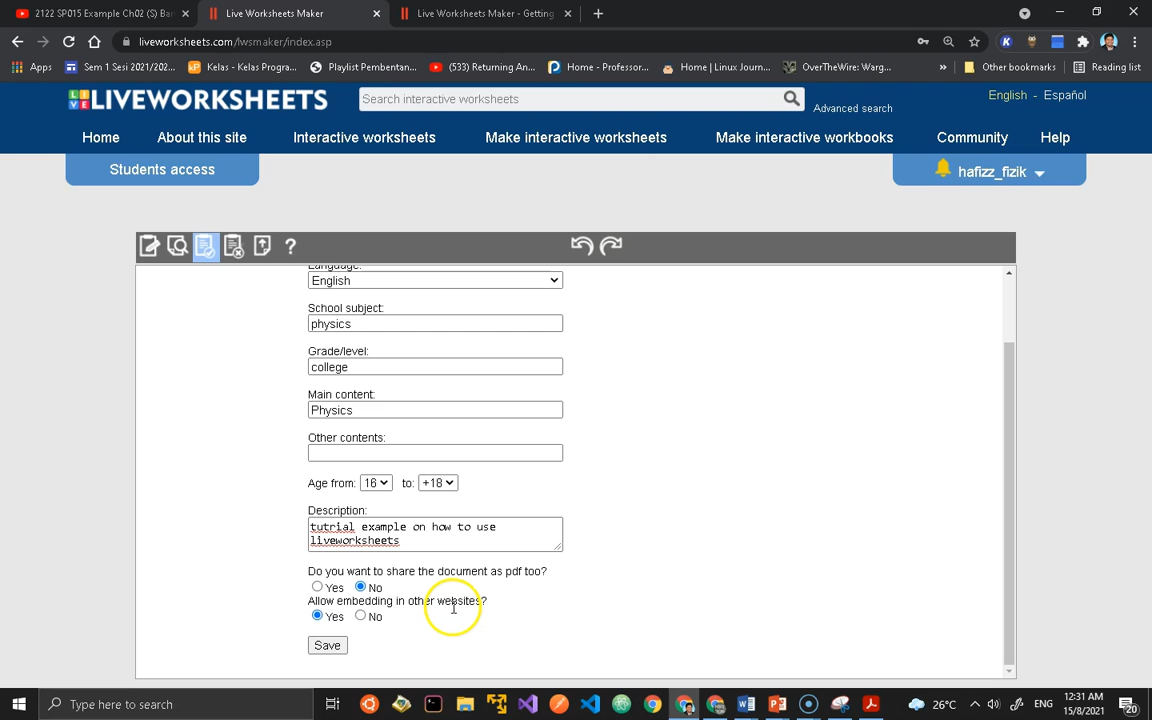 2122 SP015 Example Ch02 (S) Bar
Live Worksheets Maker
Live Worksheets Maker - Getting
liveworksheets.com/lwsmaker/index.asp
Apps
Sem 1 Sesi 2021/202...
Kelas - Kelas Progra...
Playlist Pembentan...
(533) Returning An...
Home - Professor...
Home | Linux Journ...
OverTheWire: Warg...
»
Other bookmarks
Reading list
LIVEWORKSHEETS
Search interactive worksheets
Advanced search
English - Español
Home
About this site
Interactive worksheets
Make interactive worksheets
Make interactive workbooks
Community
Help
Students access
hafizz_fizik
Language:
English
School subject:
physics
Grade/level:
college
Main content:
Physics
Other contents:
Age from: 16 to: +18
Description:
tutrial example on how to use
liveworksheets
Do you want to share the document as pdf too?
Yes No
Allow embedding in other websites?
Yes No
Save
Type here to search
26°C
ENG
12:31 AM
15/8/2021
20